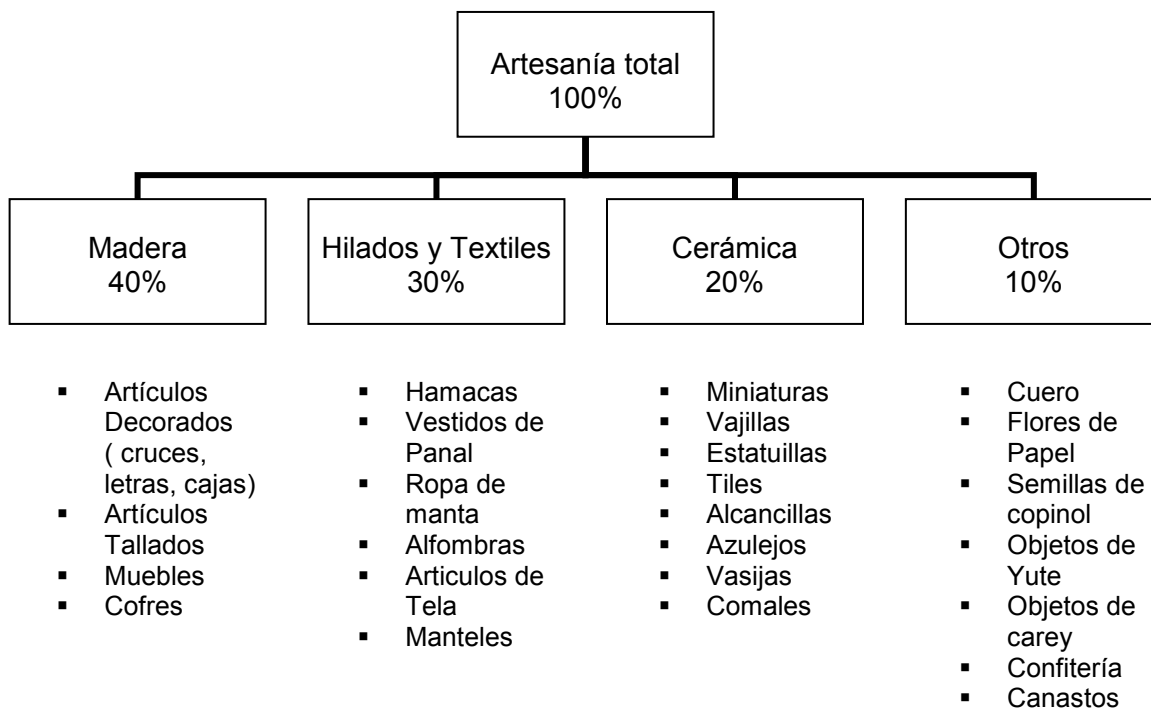 Artesanía total
100%
Madera
40%
Hilados y Textiles
30%
Cerámica
20%
Otros
10%
▪ Artículos
Decorados
( cruces,
letras, cajas)
▪ Artículos
Tallados
▪ Muebles
▪ Cofres
▪ Hamacas
▪ Vestidos de
Panal
▪ Ropa de
manta
▪ Alfombras
▪ Articulos de
Tela
▪ Manteles
▪ Miniaturas
▪ Vajillas
▪ Estatuillas
▪ Tiles
▪ Alcancillas
▪ Azulejos
▪ Vasijas
▪ Comales
▪ Cuero
▪ Flores de
Papel
▪ Semillas de
copinol
▪ Objetos de
Yute
▪ Objetos de
carey
▪ Confitería
▪ Canastos